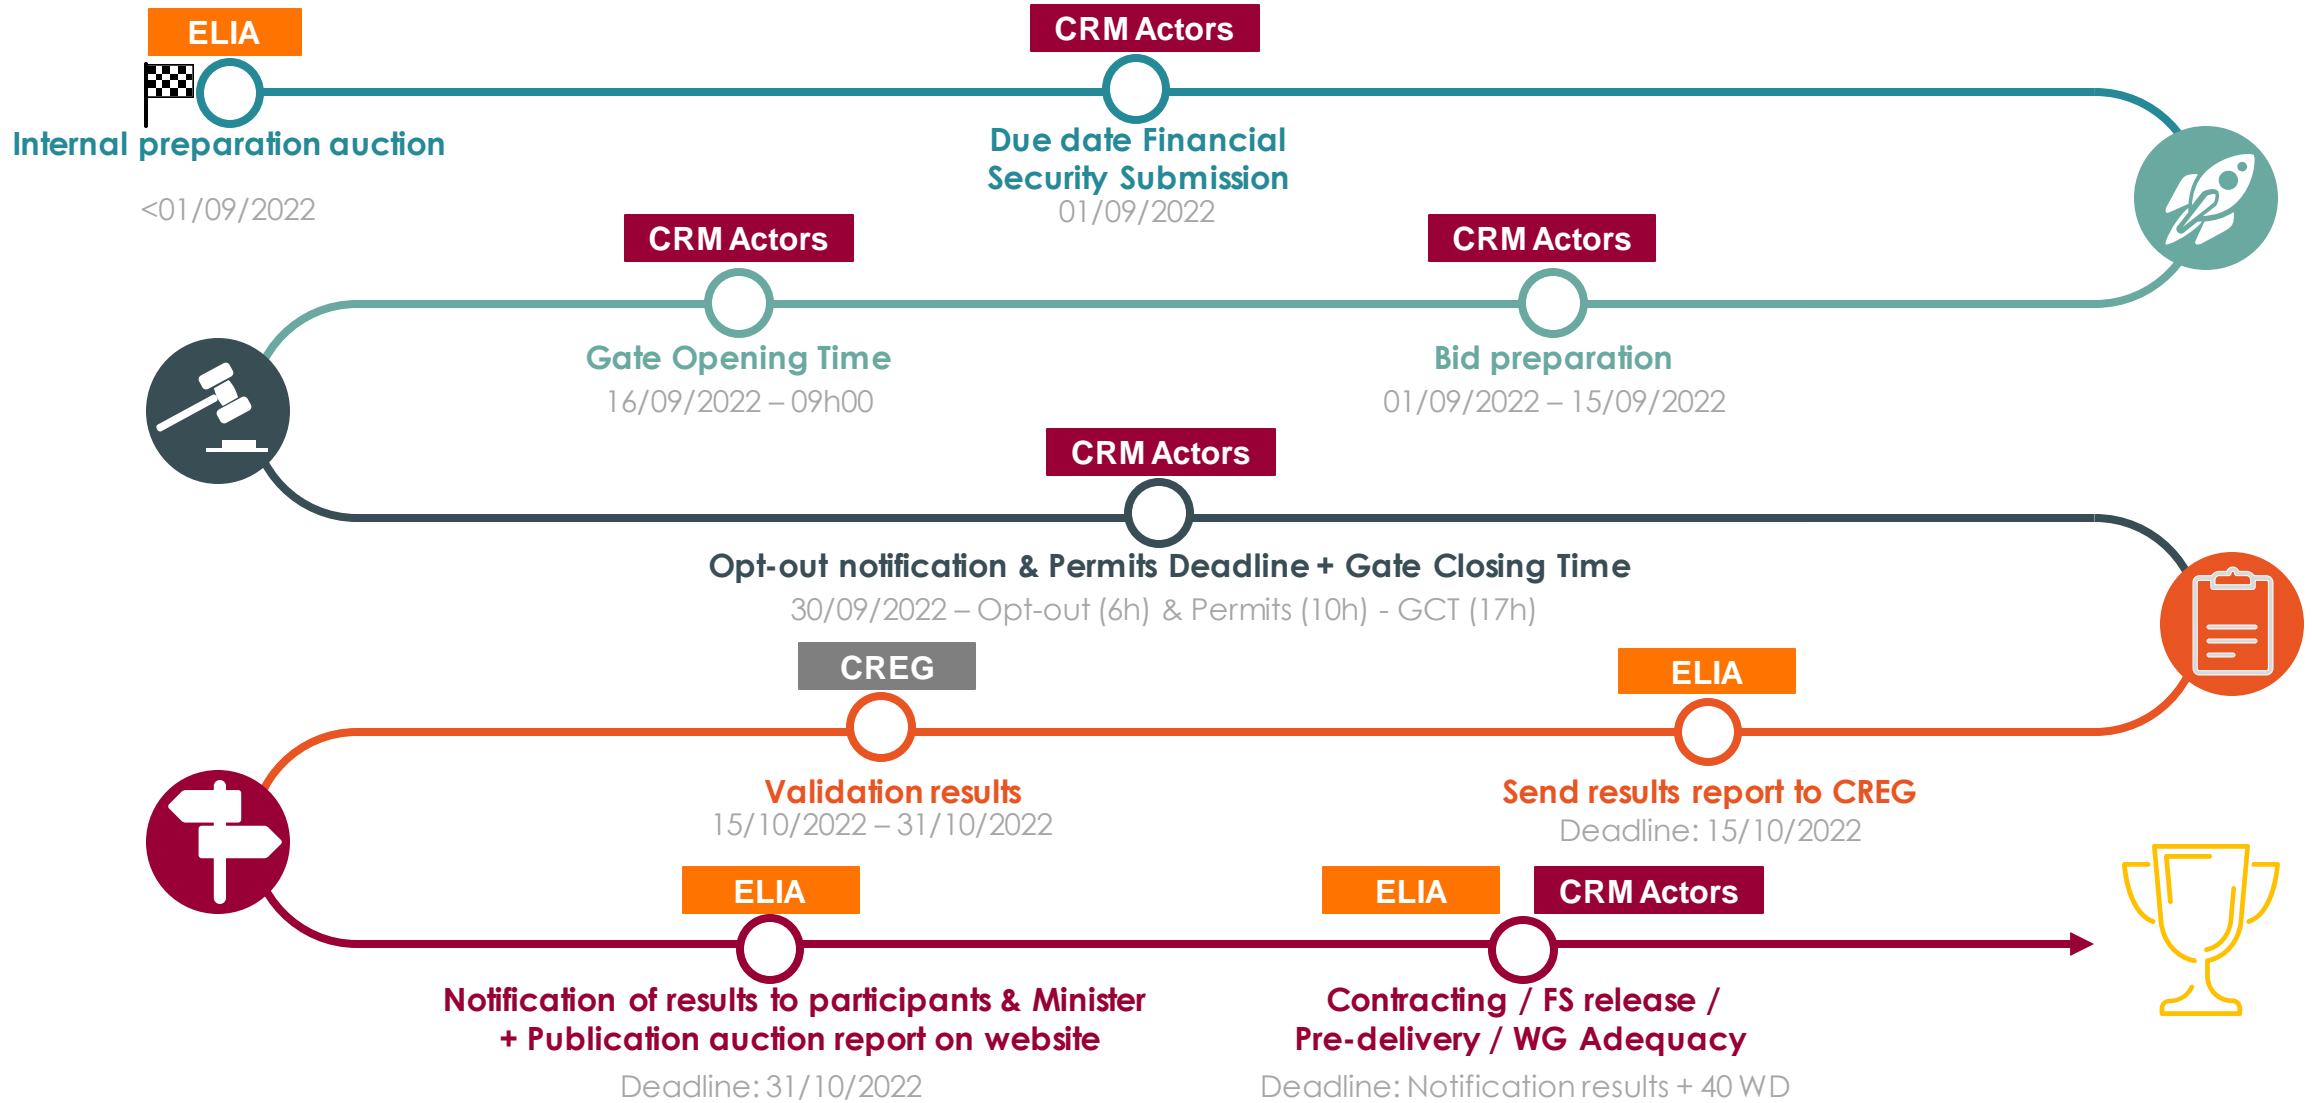 ELIA
CRM Actors
Internal preparation auction
<01/09/2022
Due date Financial
Security Submission
01/09/2022
CRM Actors
CRM Actors
Gate Opening Time
16/09/2022 – 09h00
Bid preparation
01/09/2022 – 15/09/2022
CRM Actors
Opt-out notification & Permits Deadline + Gate Closing Time
30/09/2022 – Opt-out (6h) & Permits (10h) - GCT (17h)
CREG
ELIA
Validation results
15/10/2022 – 31/10/2022
Send results report to CREG
Deadline: 15/10/2022
ELIA
ELIA
CRM Actors
Notification of results to participants & Minister
+ Publication auction report on website
Deadline: 31/10/2022
Contracting / FS release /
Pre-delivery / WG Adequacy
Deadline: Notification results + 40 WD